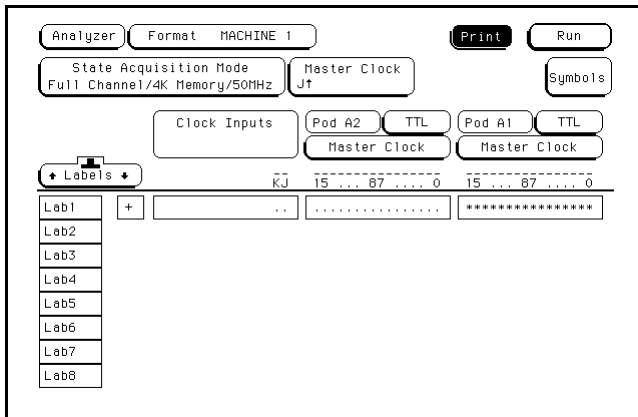 Analyzer Format MACHINE 1 Print Run
State Acquisition Mode Master Clock Symbols
Full Channel/4K Memory/50MHz J↑
Clock Inputs Pod A2 TTL Pod A1 TTL
Master Clock Master Clock
↑ Labels ↓ KJ 15 ... 87 .... 0 15 ... 87 .... 0
Lab1 + .. ................ ****************
Lab2
Lab3
Lab4
Lab5
Lab6
Lab7
Lab8